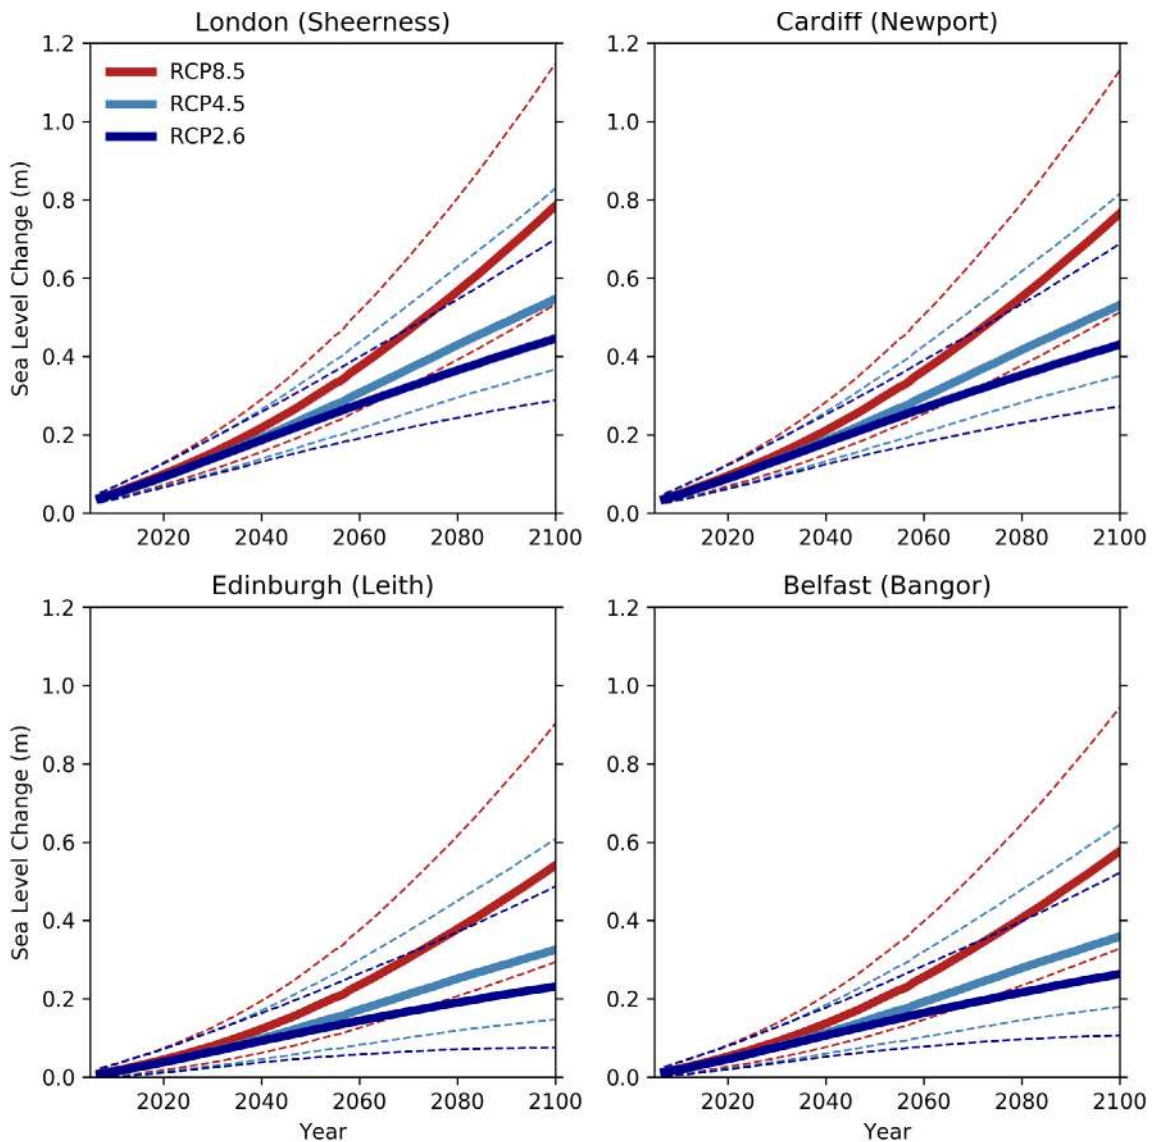 London (Sheerness)
Cardiff (Newport)
1.2
1.0
0.8
0.6
0.4
0.2
0.0
Sea Level Change (m)
RCP8.5
RCP4.5
RCP2.6
2020 2040 2060 2080 2100
1.2
1.0
0.8
0.6
0.4
0.2
0.0
2020 2040 2060 2080 2100
Edinburgh (Leith)
Belfast (Bangor)
1.2
1.0
0.8
0.6
0.4
0.2
0.0
Sea Level Change (m)
2020 2040 2060 2080 2100
Year
1.2
1.0
0.8
0.6
0.4
0.2
0.0
2020 2040 2060 2080 2100
Year